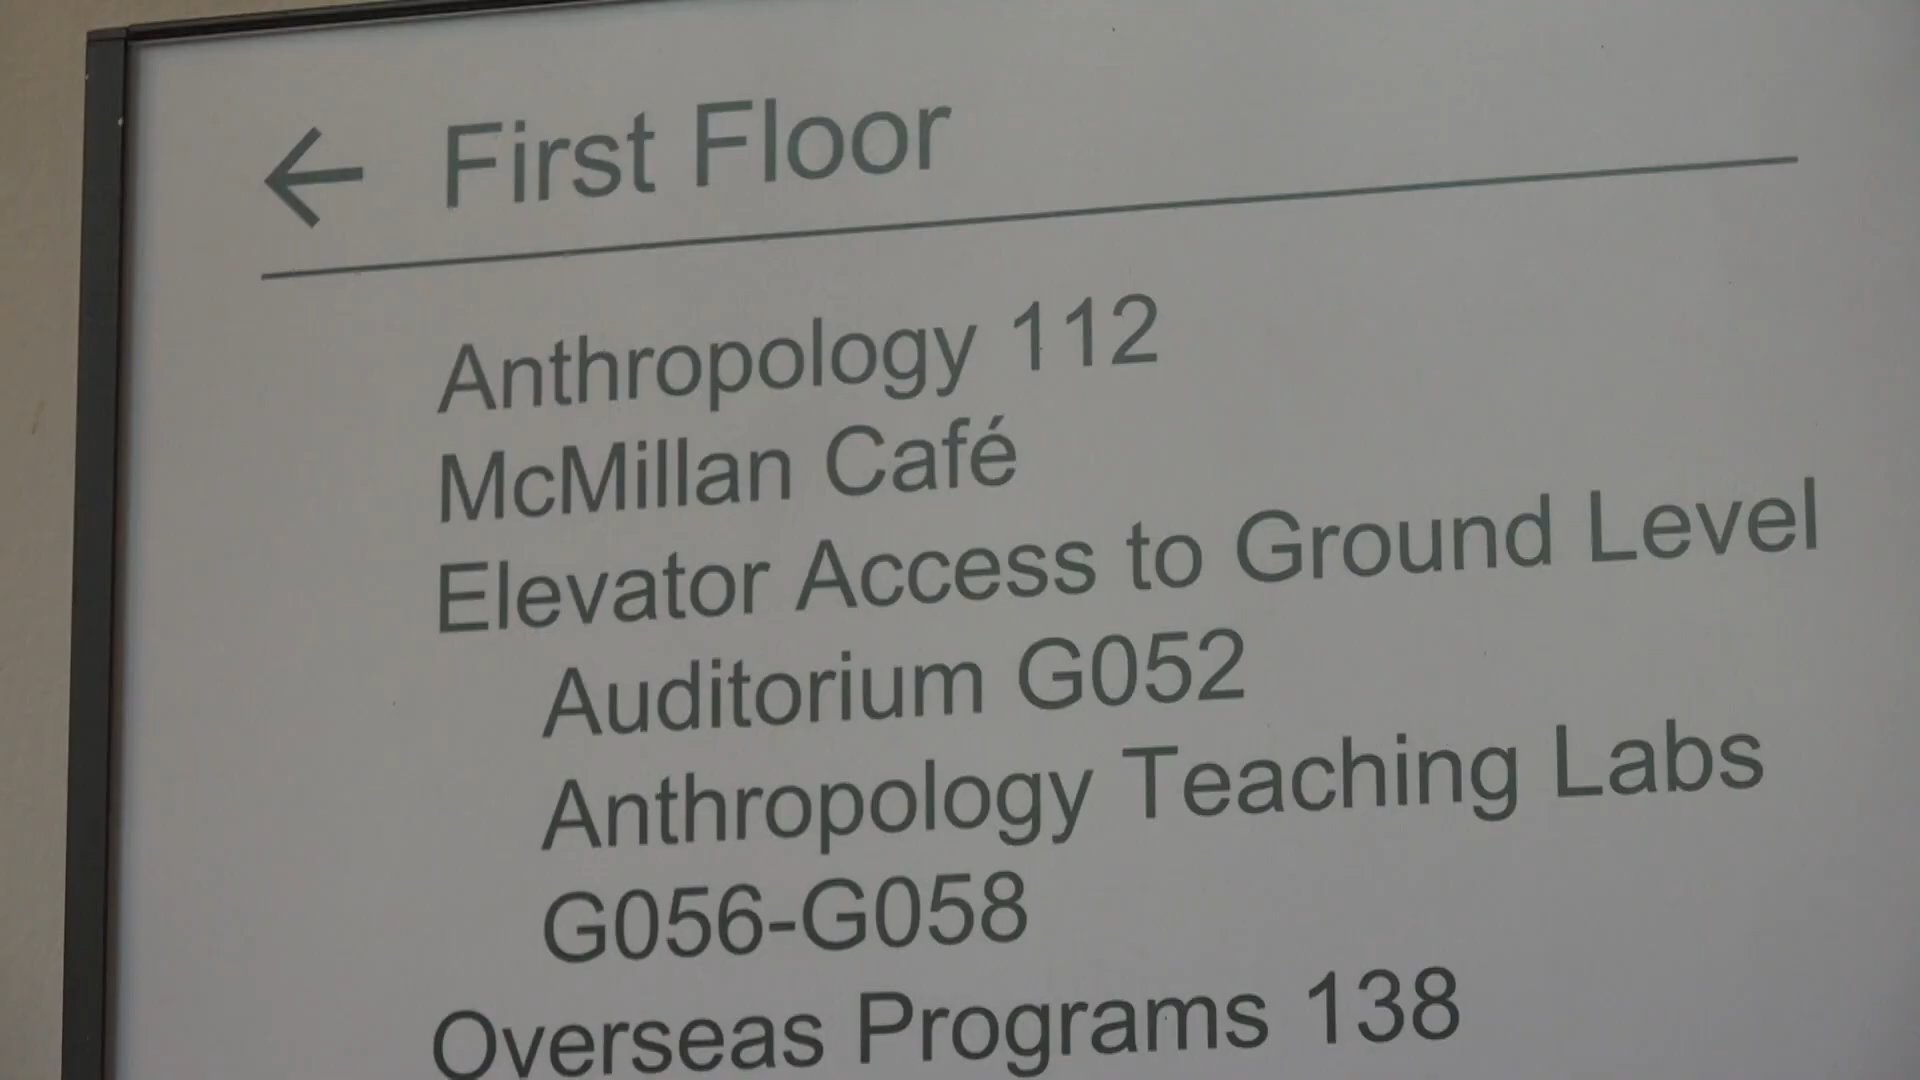 ← First Floor
Anthropology 112
McMillan Café
Elevator Access to Ground Level
Auditorium G052
Anthropology Teaching Labs
G056-G058
Overseas Programs 138